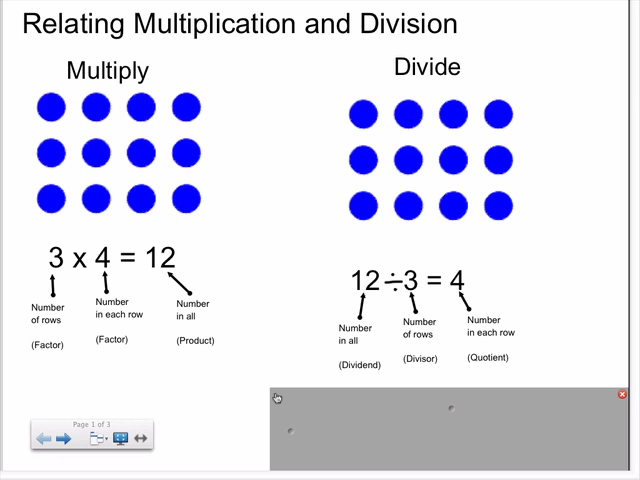 Relating Multiplication and Division
Multiply
3 x 4 = 12
Number
of rows
(Factor)
Number
in each row
(Factor)
Number
in all
(Product)
Divide
12 ÷ 3 = 4
Number
in all
(Dividend)
Number
of rows
(Divisor)
Number
in each row
(Quotient)
Page 1 of 3